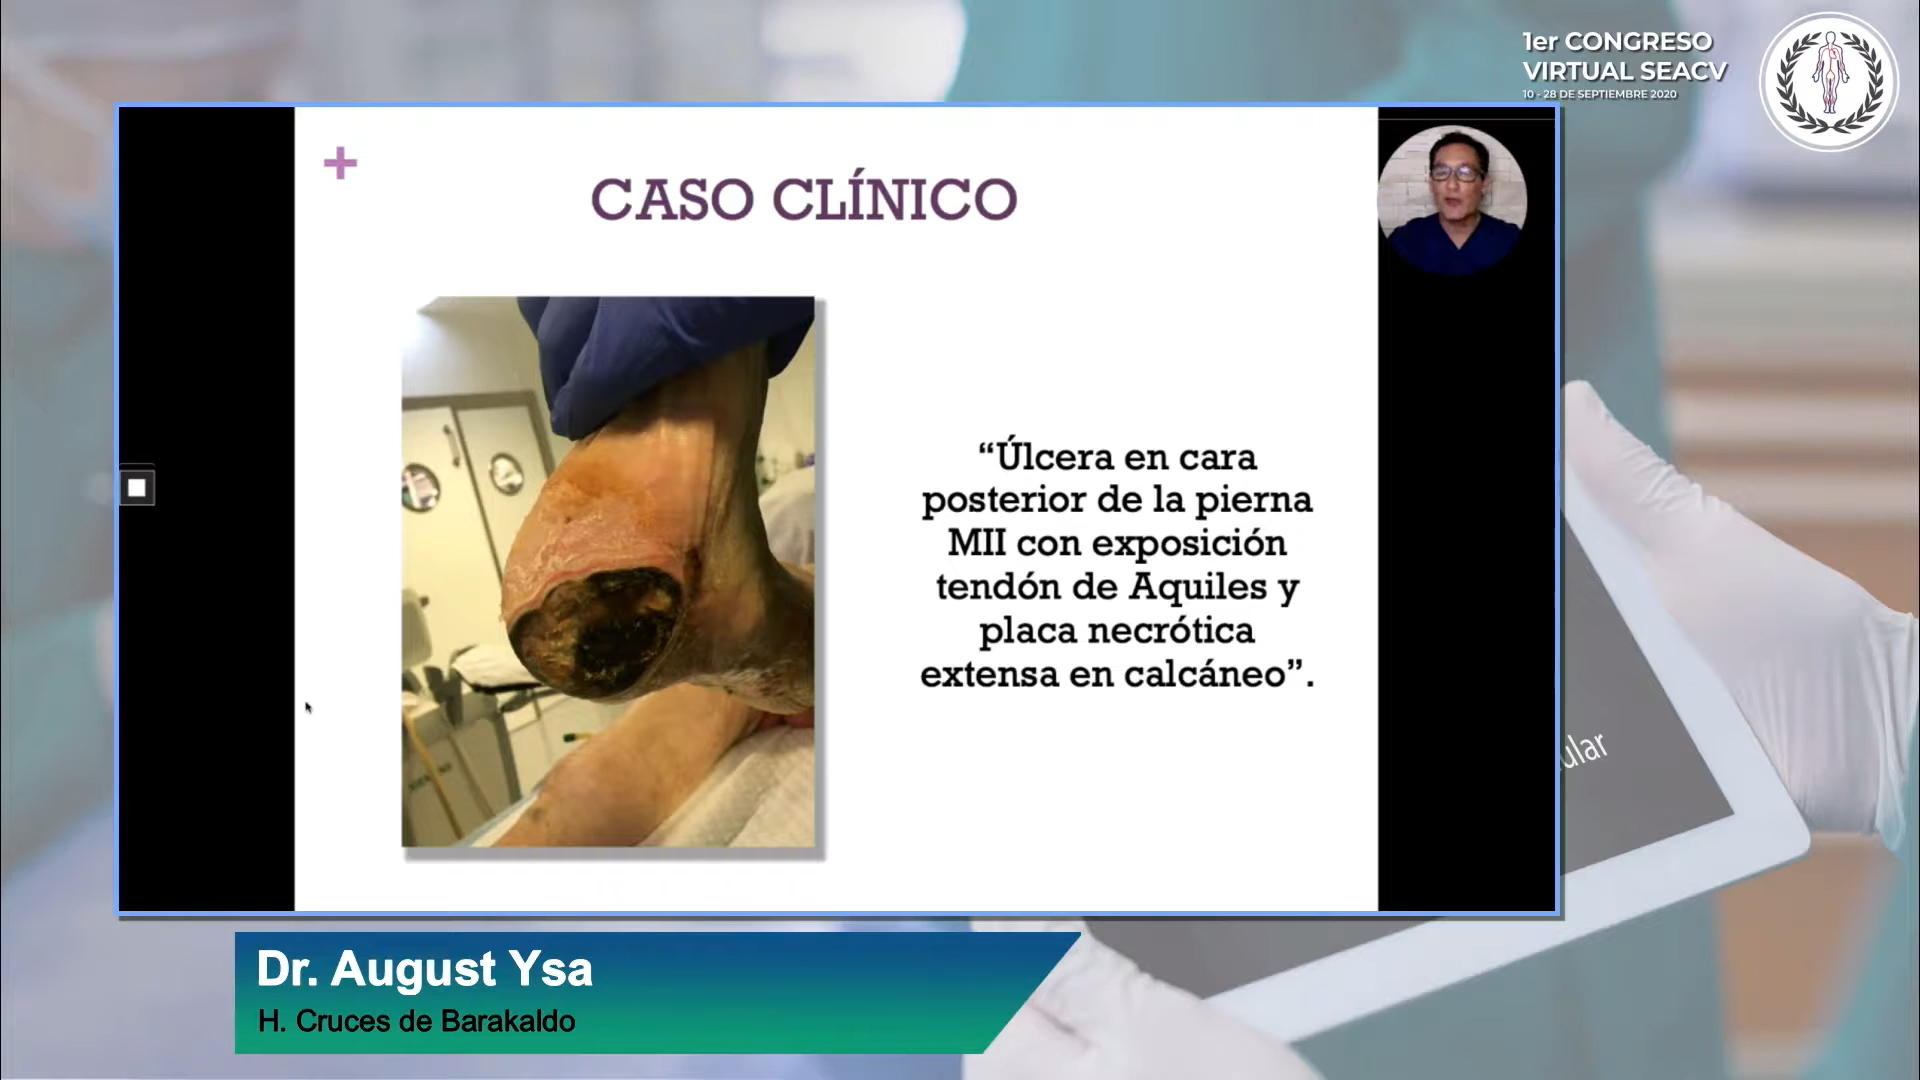 1er CONGRESO
VIRTUAL SEACV
10 - 28 DE SEPTIEMBRE 2020
CASO CLÍNICO
“Úlcera en cara
posterior de la pierna
MII con exposición
tendón de Aquiles y
placa necrótica
extensa en calcáneo”.
ular
Dr. August Ysa
H. Cruces de Barakaldo